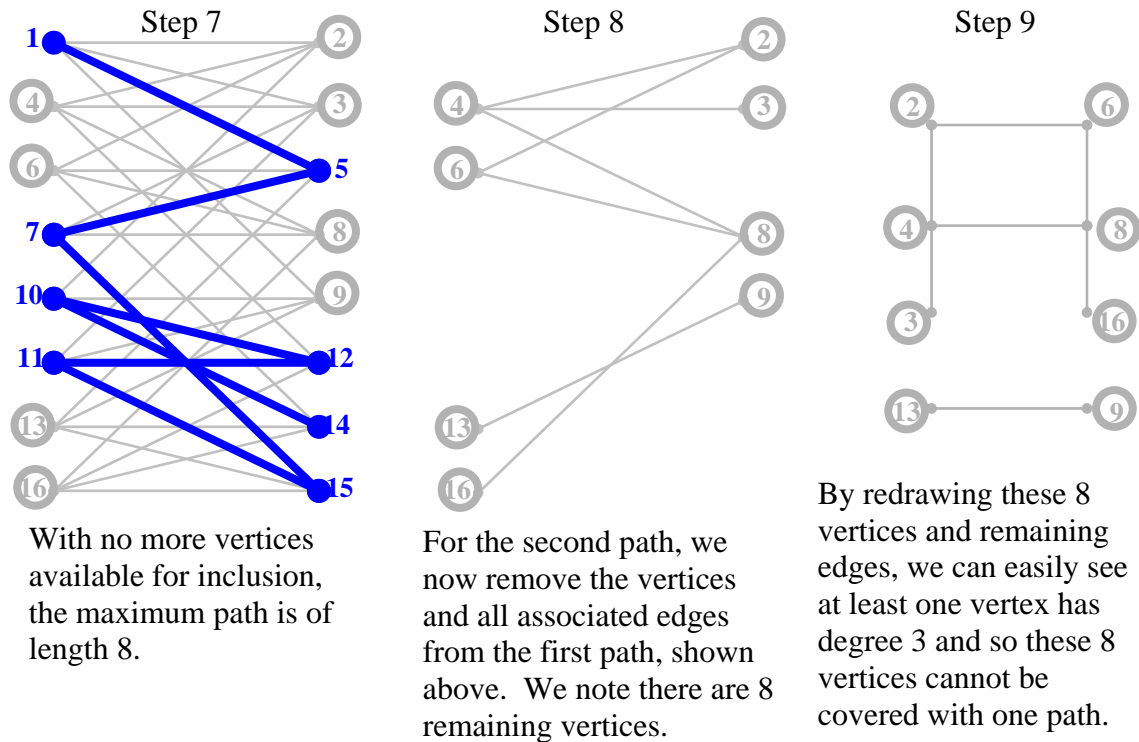 Step 7
1
2
4
3
6
5
7
8
10
9
11
12
13
14
16
15
With no more vertices
available for inclusion,
the maximum path is of
length 8.
Step 8
2
4
3
6
8
9
13
16
For the second path, we
now remove the vertices
and all associated edges
from the first path, shown
above. We note there are 8
remaining vertices.
Step 9
2
6
4
8
3
16
13
9
By redrawing these 8
vertices and remaining
edges, we can easily see
at least one vertex has
degree 3 and so these 8
vertices cannot be
covered with one path.